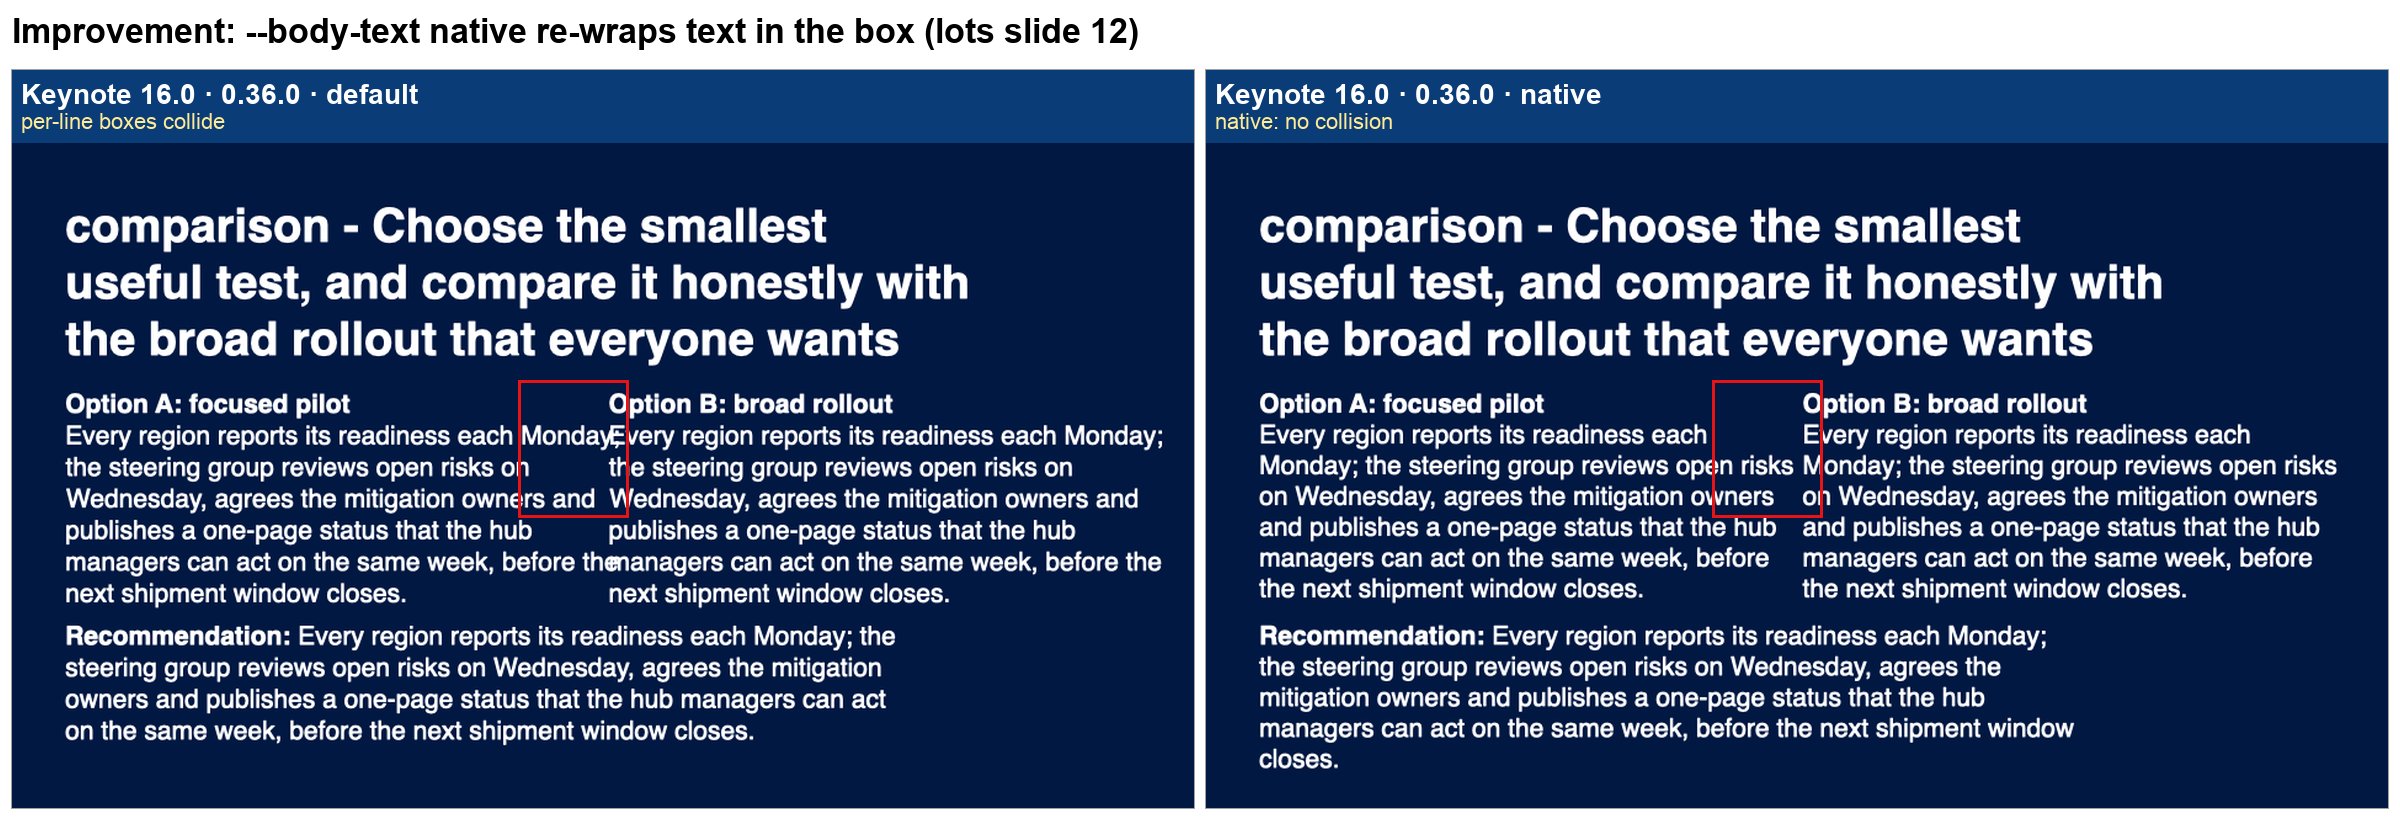 Improvement: --body-text native re-wraps text in the box (lots slide 12)
Keynote 16.0 · 0.36.0 · default
per-line boxes collide
comparison - Choose the smallest
useful test, and compare it honestly with
the broad rollout that everyone wants
Option A: focused pilot
Every region reports its readiness each Monday;
the steering group reviews open risks on
Wednesday, agrees the mitigation owners and
publishes a one-page status that the hub
managers can act on the same week, before the
next shipment window closes.
Option B: broad rollout
Every region reports its readiness each Monday;
the steering group reviews open risks on
Wednesday, agrees the mitigation owners and
publishes a one-page status that the hub
managers can act on the same week, before the
next shipment window closes.
Recommendation: Every region reports its readiness each Monday; the
steering group reviews open risks on Wednesday, agrees the mitigation
owners and publishes a one-page status that the hub managers can act
on the same week, before the next shipment window closes.
Keynote 16.0 · 0.36.0 · native
native: no collision
comparison - Choose the smallest
useful test, and compare it honestly with
the broad rollout that everyone wants
Option A: focused pilot
Every region reports its readiness each
Monday; the steering group reviews open risks
on Wednesday, agrees the mitigation owners
and publishes a one-page status that the hub
managers can act on the same week, before
the next shipment window closes.
Option B: broad rollout
Every region reports its readiness each
Monday; the steering group reviews open risks
on Wednesday, agrees the mitigation owners
and publishes a one-page status that the hub
managers can act on the same week, before
the next shipment window closes.
Recommendation: Every region reports its readiness each Monday;
the steering group reviews open risks on Wednesday, agrees the
mitigation owners and publishes a one-page status that the hub
managers can act on the same week, before the next shipment window
closes.